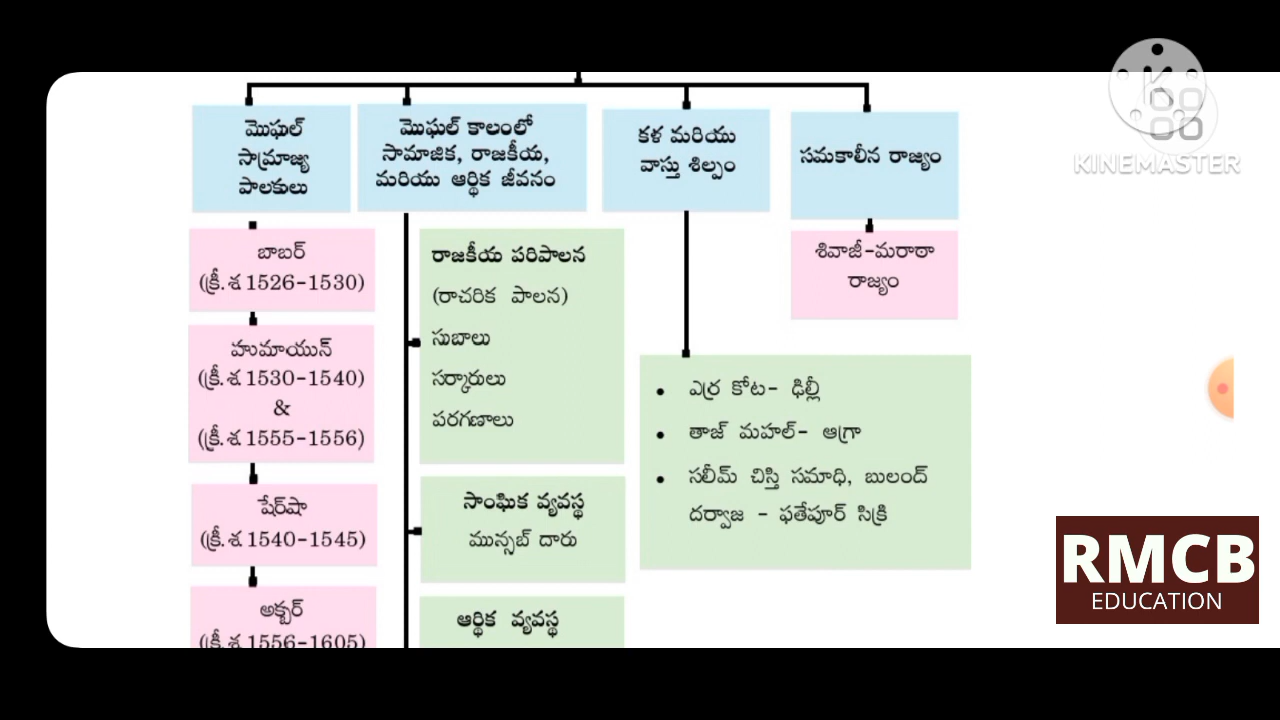 మొఘల్
సామ్రాజ్య
పాలకులు
బాబర్
(క్రీ.శ 1526-1530)
హుమాయున్
(క్రీ.శ 1530-1540)
&
(క్రీ.శ 1555-1556)
షేర్‌షా
(క్రీ.శ 1540-1545)
అక్బర్
(క్రీ.శ 1556-1605)
మొఘల్ కాలంలో
సామాజిక, రాజకీయ,
మరియు ఆర్థిక జీవనం
రాజకీయ పరిపాలన
(రాచరిక పాలన)
సుబాలు
సర్కారులు
పరగణాలు
సాంఘిక వ్యవస్థ
మున్సబ్ దారు
ఆర్థిక వ్యవస్థ
కళ మరియు
వాస్తు శిల్పం
• ఎర్ర కోట- ఢిల్లీ
• తాజ్ మహల్- ఆగ్రా
• సలీమ్ చిస్తి సమాధి, బులంద్
దర్వాజ - ఫతేపూర్ సిక్రి
సమకాలీన రాజ్యం
శివాజీ-మరాఠా
రాజ్యం
KINEMASTER
RMCB
EDUCATION